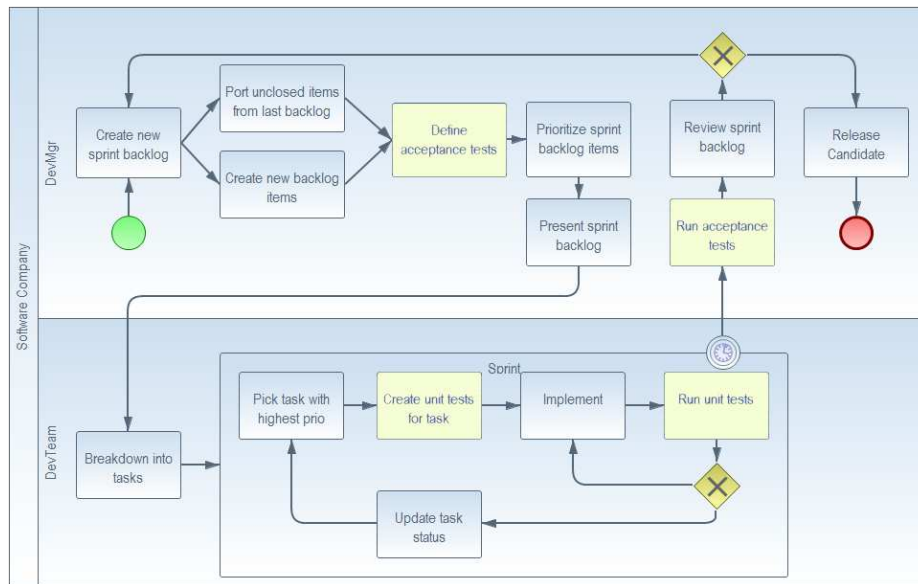 Software Company
DevMgr
Create new
sprint backlog
Port unclosed items
from last backlog
Create new backlog
items
Define
acceptance tests
Prioritize sprint
backlog items
Present sprint
backlog
Review sprint
backlog
Run acceptance
tests
Release
Candidate
DevTeam
Breakdown into
tasks
Sprint
Pick task with
highest prio
Create unit tests
for task
Implement
Run unit tests
Update task
status